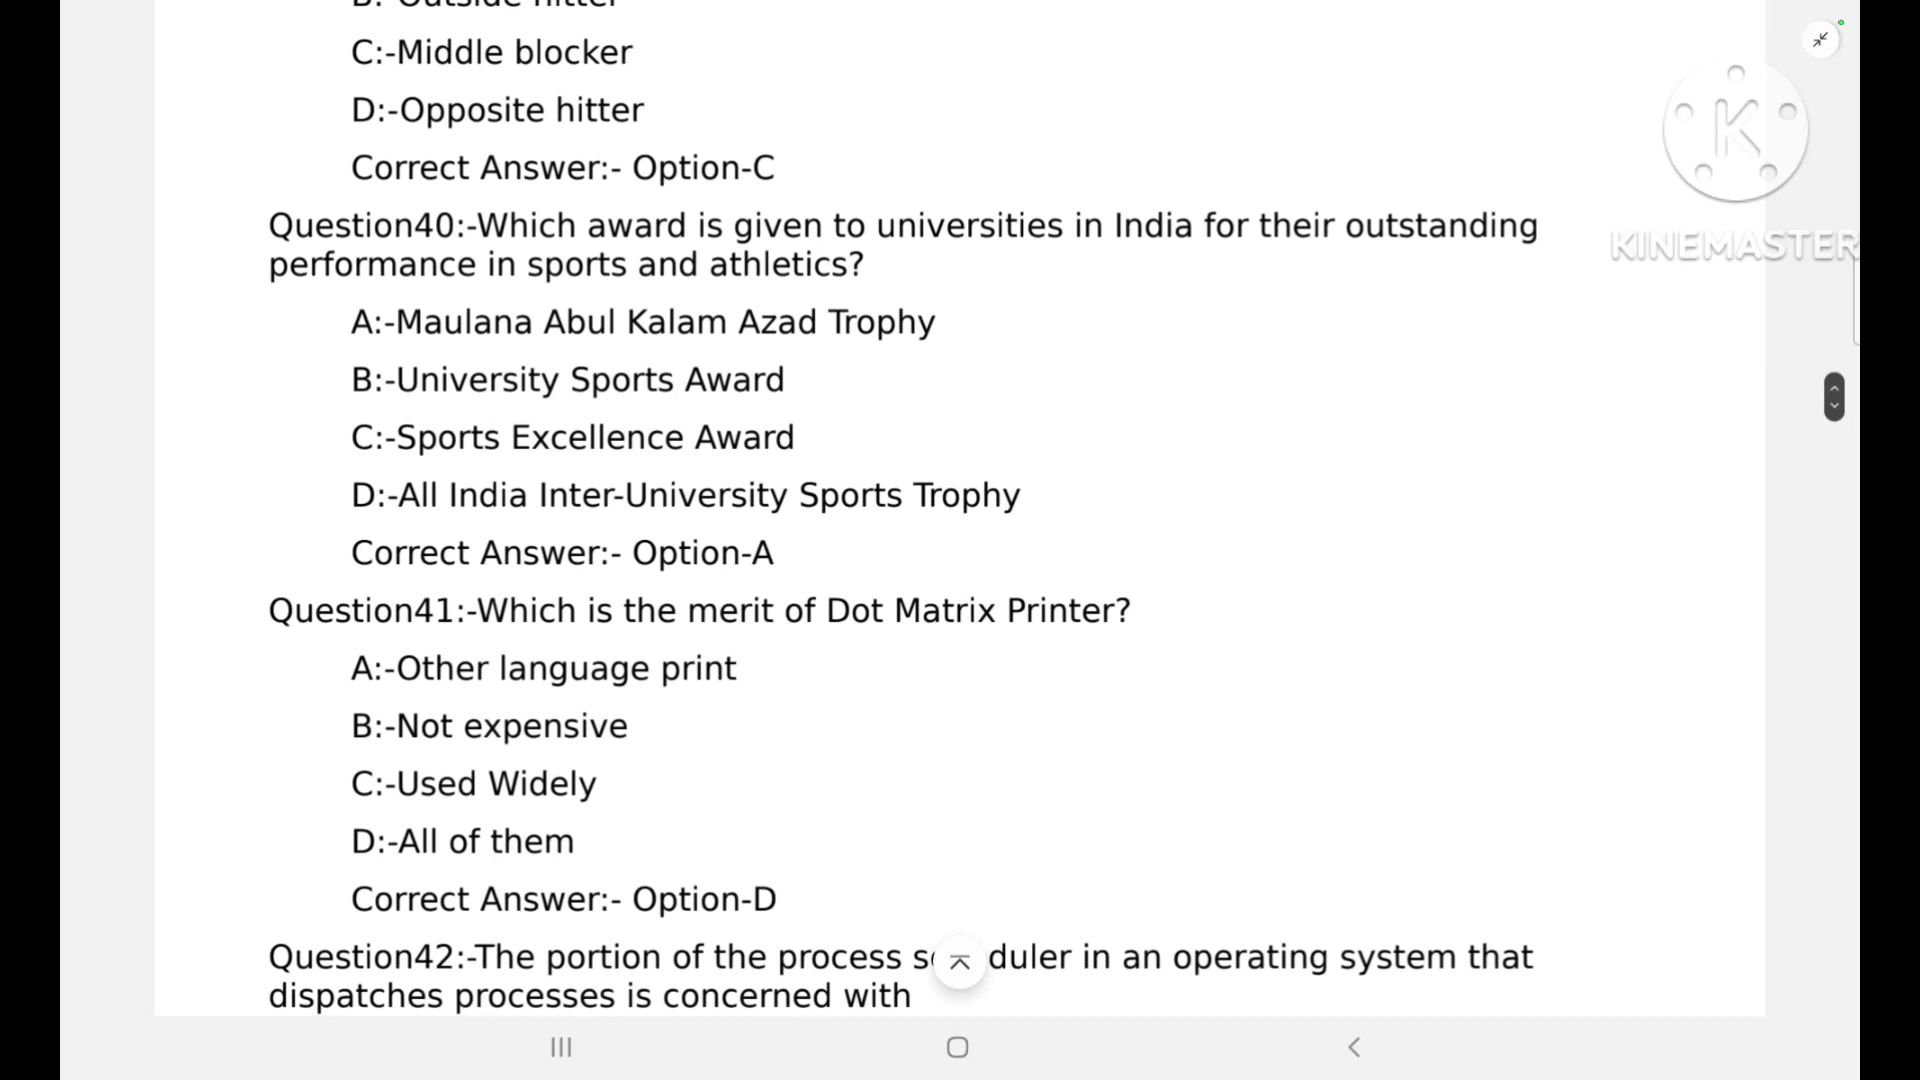 B:-Outside hitter
C:-Middle blocker
D:-Opposite hitter
Correct Answer:- Option-C
Question40:-Which award is given to universities in India for their outstanding
performance in sports and athletics?
A:-Maulana Abul Kalam Azad Trophy
B:-University Sports Award
C:-Sports Excellence Award
D:-All India Inter-University Sports Trophy
Correct Answer:- Option-A
Question41:-Which is the merit of Dot Matrix Printer?
A:-Other language print
B:-Not expensive
C:-Used Widely
D:-All of them
Correct Answer:- Option-D
Question42:-The portion of the process scheduler in an operating system that
dispatches processes is concerned with
K
KINEMASTER